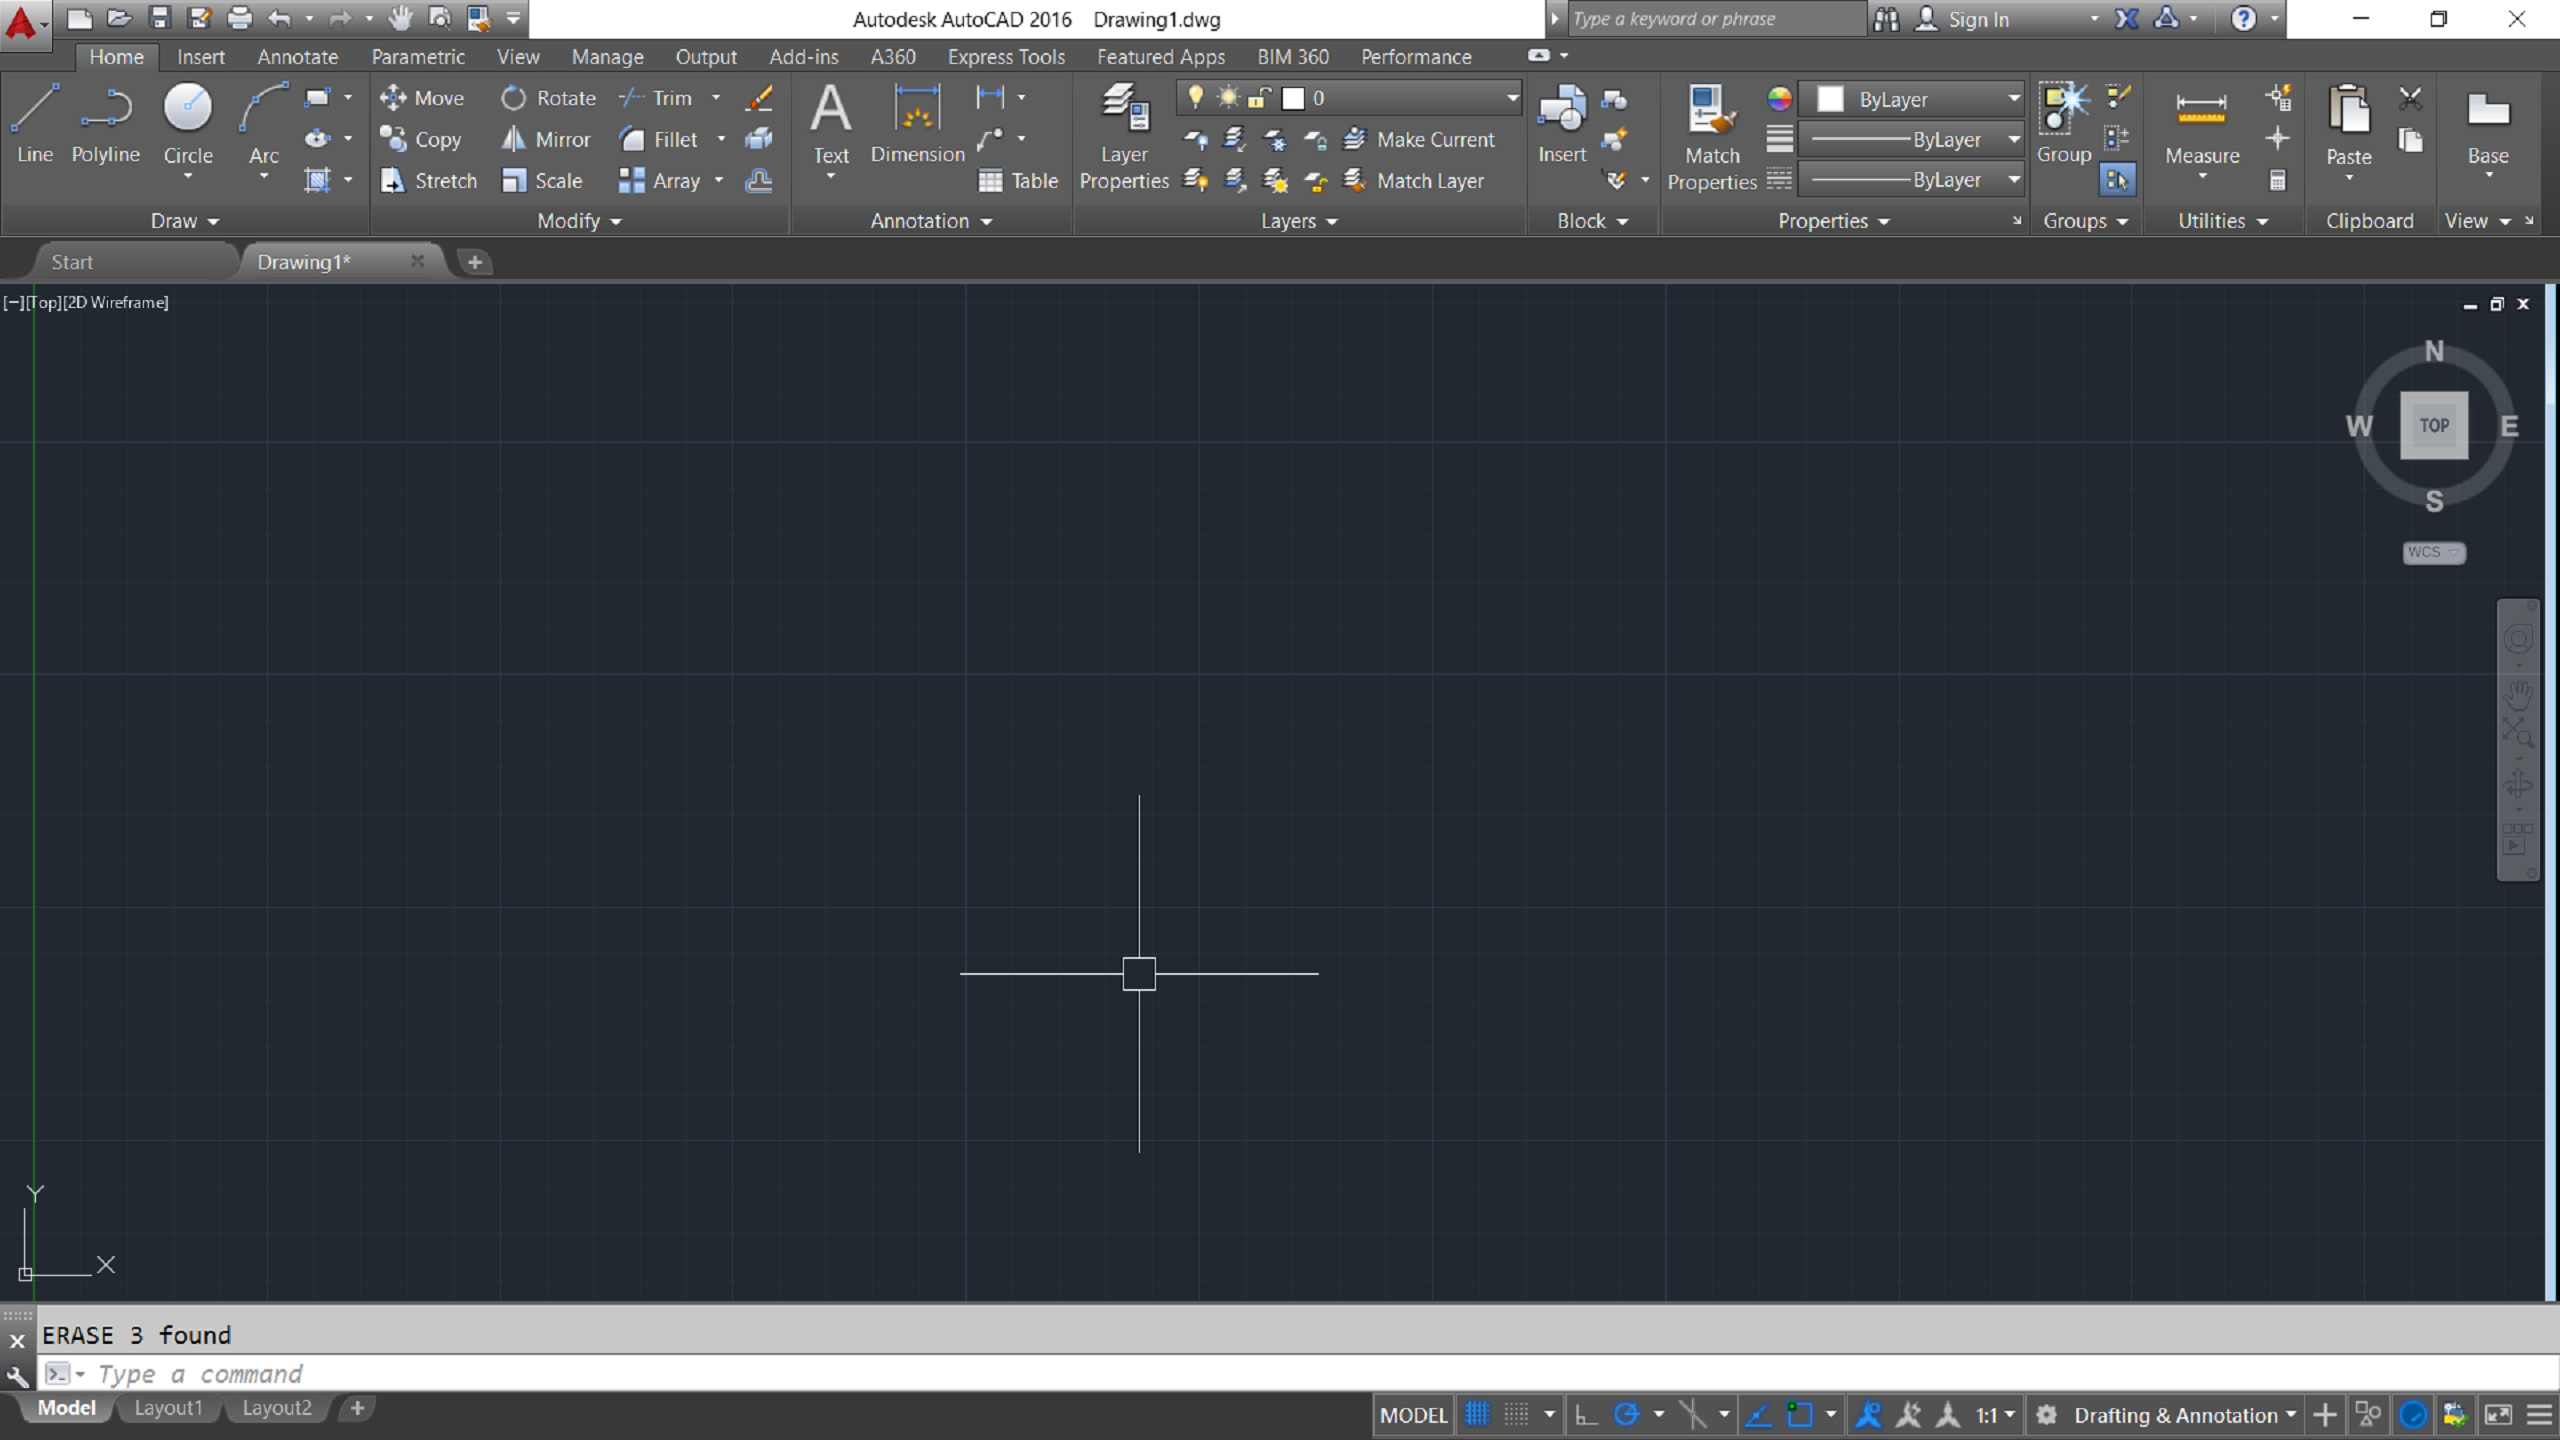 Autodesk AutoCAD 2016 Drawing1.dwg
Type a keyword or phrase
Sign In
Home Insert Annotate Parametric View Manage Output Add-ins A360 Express Tools Featured Apps BIM 360 Performance
Line Polyline Circle Arc
Move Rotate Trim
Copy Mirror Fillet
Stretch Scale Array
Text Dimension
Table
Layer
Properties
0
Make Current
Match Layer
Insert
Match
Properties
ByLayer
ByLayer
ByLayer
Group
Measure
Paste
Base
Draw Modify Annotation Layers Block Properties Groups Utilities Clipboard View
Start Drawing1*
[−][Top][2D Wireframe]
N
W TOP E
S
WCS
Y
X
ERASE 3 found
Type a command
Model Layout1 Layout2
MODEL 1:1 Drafting & Annotation